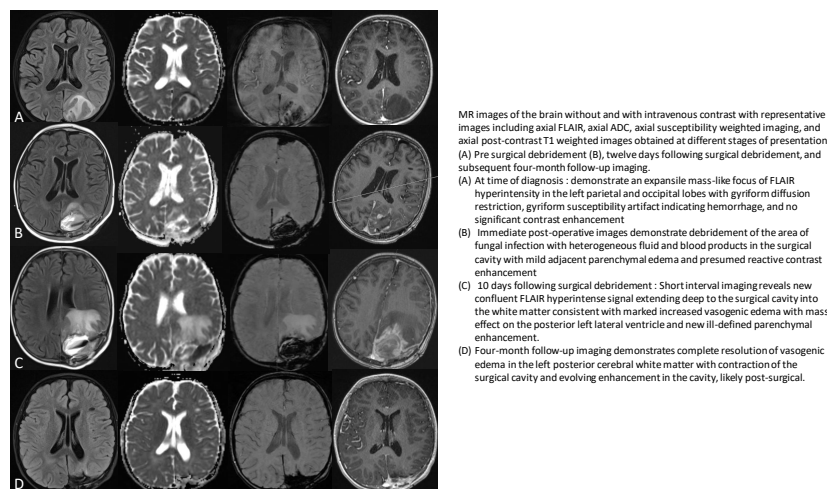 A
B
C
D
MR images of the brain without and with intravenous contrast with representative
images including axial FLAIR, axial ADC, axial susceptibility weighted imaging, and
axial post-contrast T1 weighted images obtained at different stages of presentation
(A) Pre surgical debridement (B), twelve days following surgical debridement, and
subsequent four-month follow-up imaging.
(A) At time of diagnosis : demonstrate an expansile mass-like focus of FLAIR
hyperintensity in the left parietal and occipital lobes with gyriform diffusion
restriction, gyriform susceptibility artifact indicating hemorrhage, and no
significant contrast enhancement
(B) Immediate post-operative images demonstrate debridement of the area of
fungal infection with heterogeneous fluid and blood products in the surgical
cavity with mild adjacent parenchymal edema and presumed reactive contrast
enhancement
(C) 10 days following surgical debridement : Short interval imaging reveals new
confluent FLAIR hyperintense signal extending deep to the surgical cavity into
the white matter consistent with marked increased vasogenic edema with mass
effect on the posterior left lateral ventricle and new ill-defined parenchymal
enhancement.
(D) Four-month follow-up imaging demonstrates complete resolution of vasogenic
edema in the left posterior cerebral white matter with contraction of the
surgical cavity and evolving enhancement in the cavity, likely post-surgical.